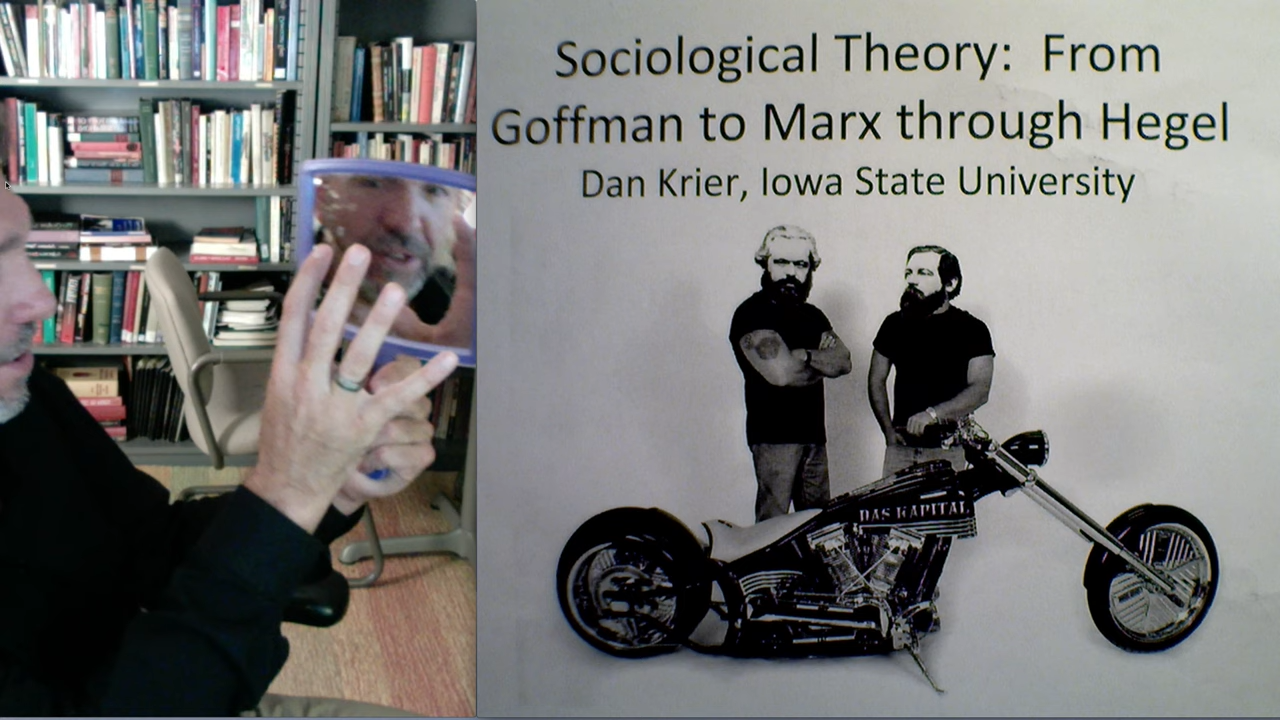 Sociological Theory: From
Goffman to Marx through Hegel
Dan Krier, Iowa State University
DAS KAPITAL